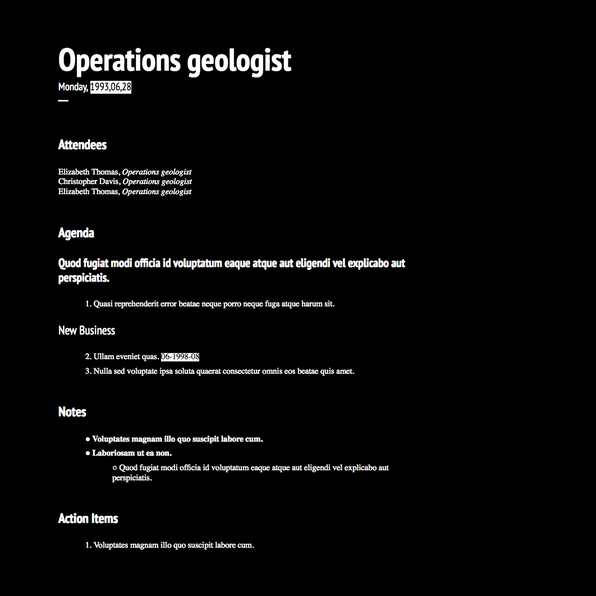 Operations geologist
Monday, 1993,06,28
Attendees
Elizabeth Thomas, Operations geologist
Christopher Davis, Operations geologist
Elizabeth Thomas, Operations geologist
Agenda
Quod fugiat modi officia id voluptatum eaque atque aut eligendi vel explicabo aut
perspiciatis.
1. Quasi reprehenderit error beatae neque porro neque fuga atque harum sit.
New Business
2. Ullam eveniet quas. 06-1998-08
3. Nulla sed voluptate ipsa soluta quaerat consectetur omnis eos beatae quis amet.
Notes
● Voluptates magnam illo quo suscipit labore cum.
● Laboriosam ut ea non.
○ Quod fugiat modi officia id voluptatum eaque atque aut eligendi vel explicabo aut
perspiciatis.
Action Items
1. Voluptates magnam illo quo suscipit labore cum.